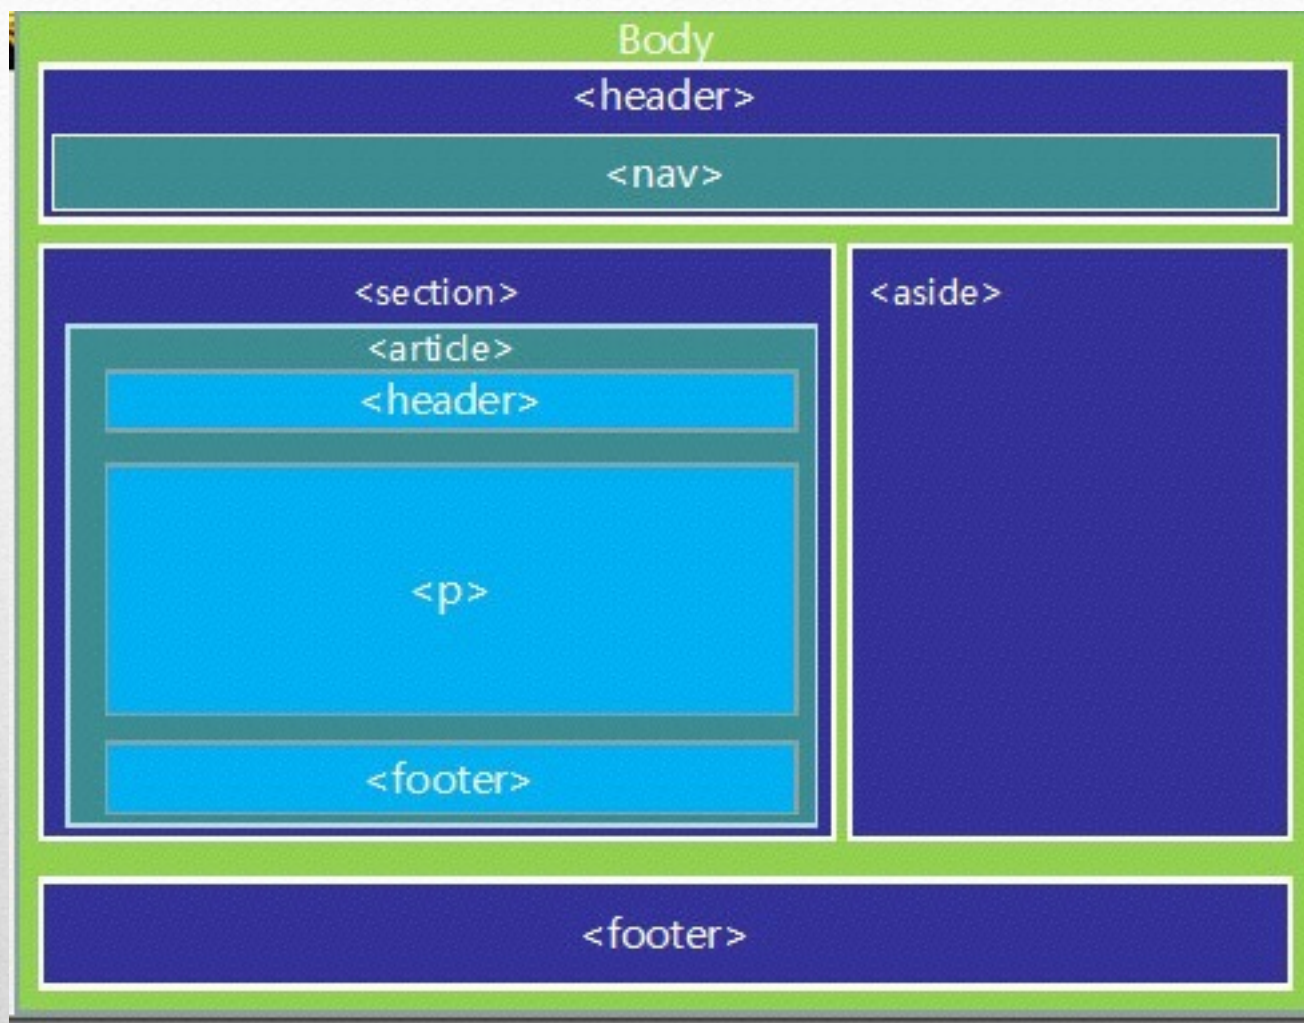 Body
<header>
<nav>
<section>
<article>
<header>
<p>
<footer>
<aside>
<footer>